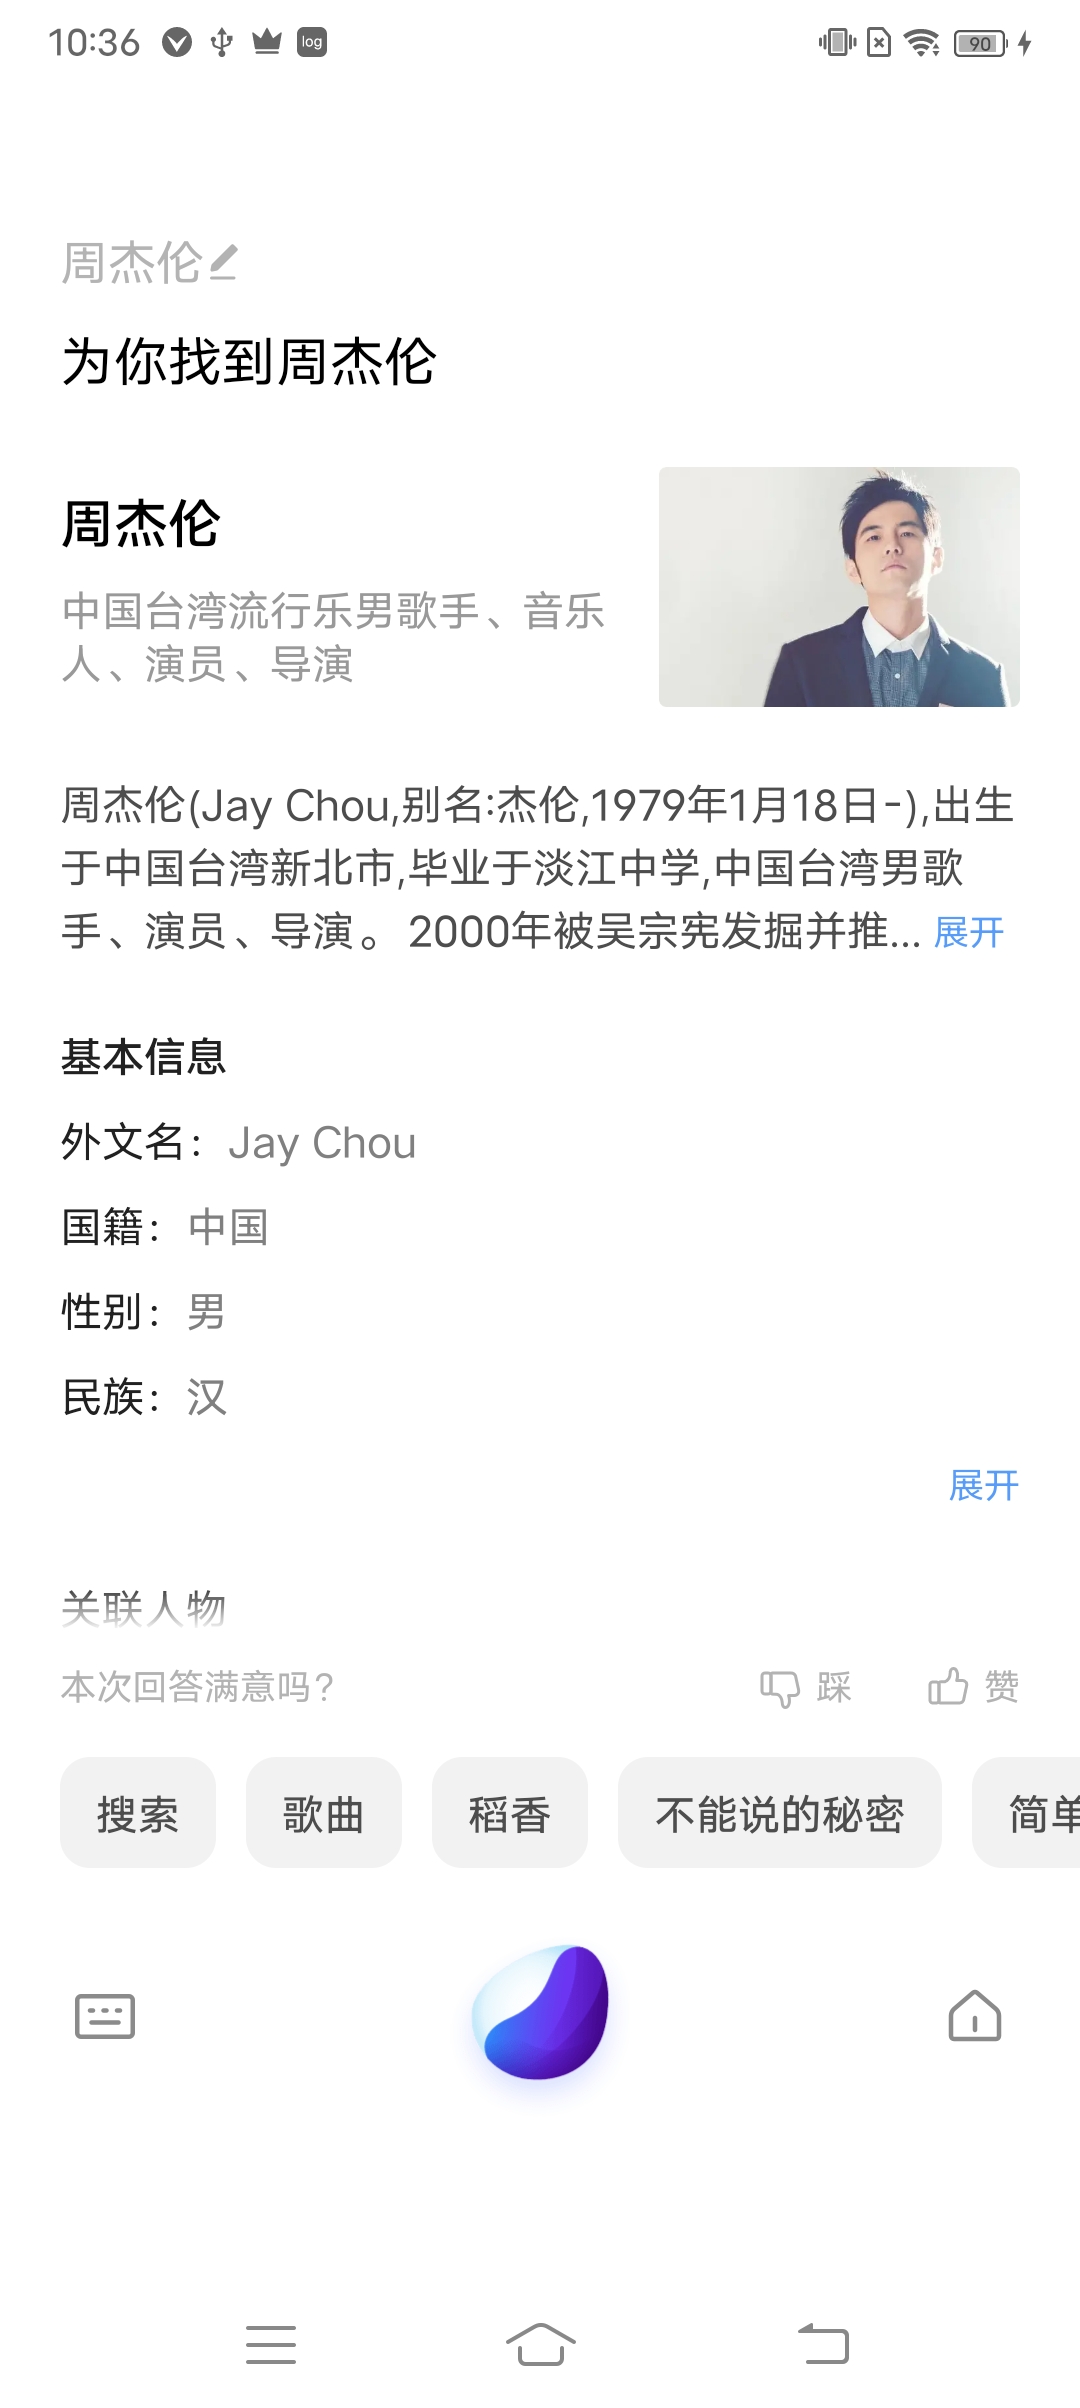 10:36
log
90
周杰伦
为你找到周杰伦
周杰伦
中国台湾流行乐男歌手、音乐
人、演员、导演
周杰伦(Jay Chou,别名:杰伦,1979年1月18日-),出生
于中国台湾新北市,毕业于淡江中学,中国台湾男歌
手、演员、导演。 2000年被吴宗宪发掘并推... 展开
基本信息
外文名：Jay Chou
国籍：中国
性别：男
民族：汉
展开
关联人物
本次回答满意吗？
踩
赞
搜索
歌曲
稻香
不能说的秘密
简单